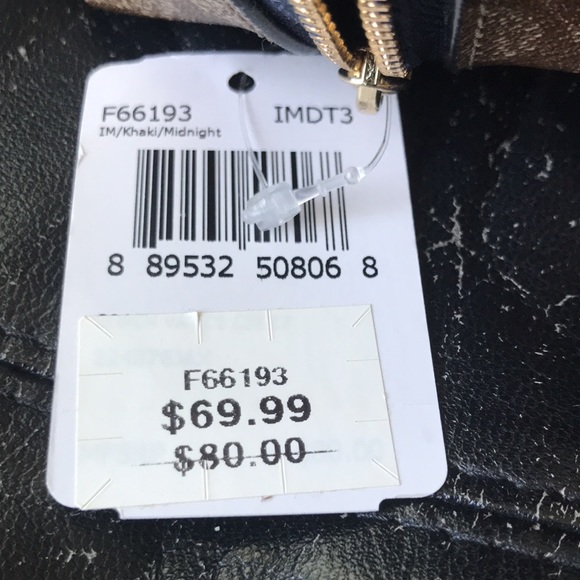 F66193 IMDT3
IM/Khaki/Midnight
8 89532 50806 8
F66193
$69.99
$80.00